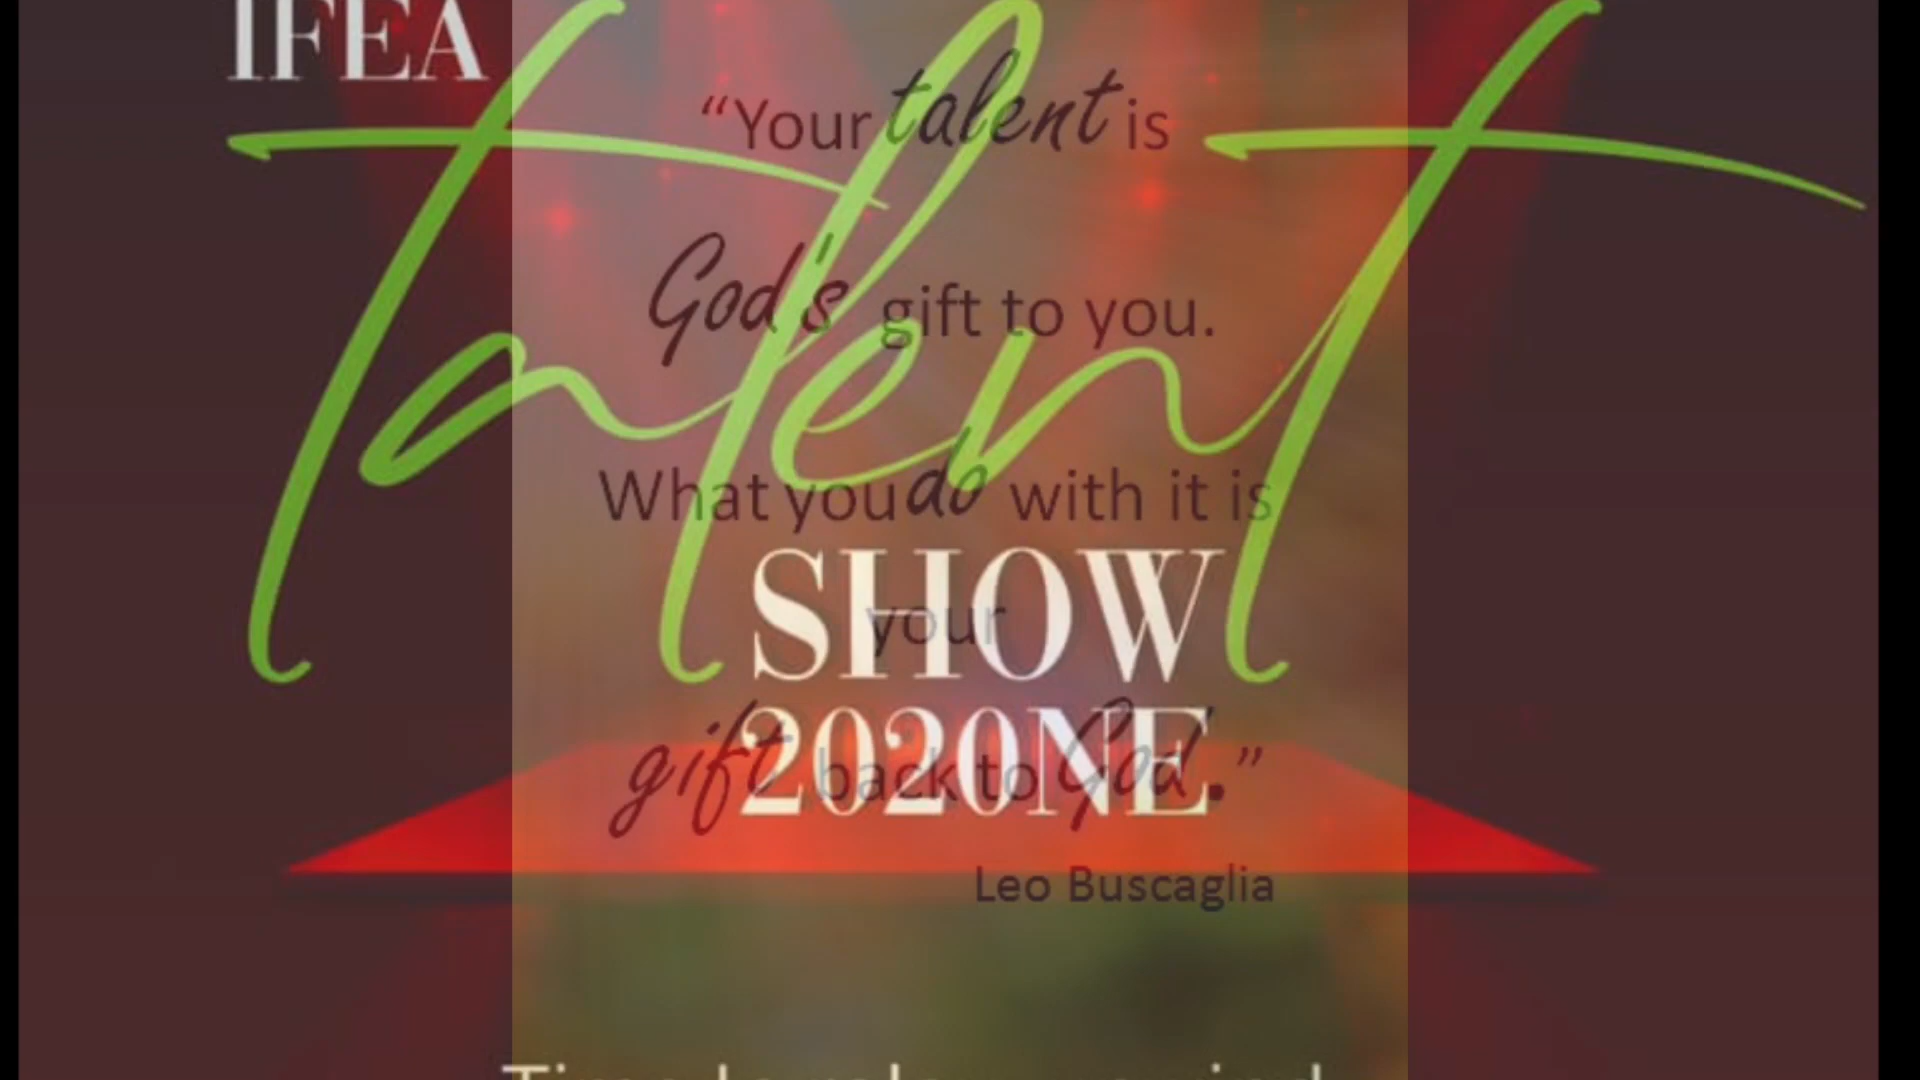 IFEA
Talent
SHOW
2020NE
“Your talent is
God's gift to you.
What you do with it is
your
gift back to God.”
Leo Buscaglia